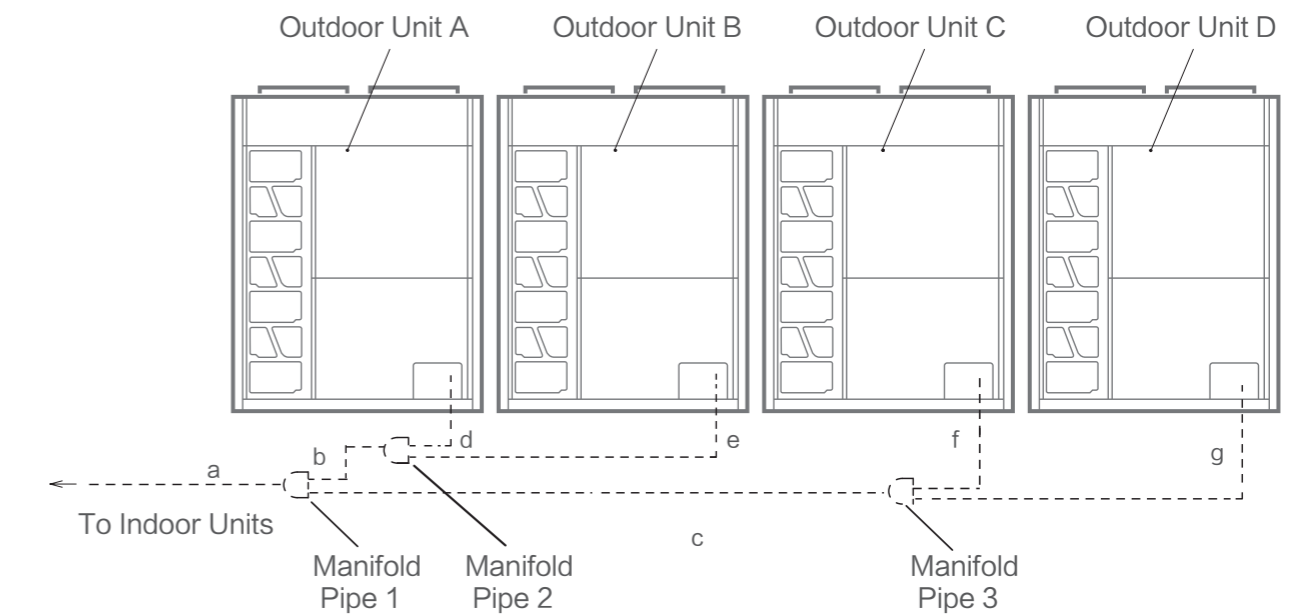 Outdoor Unit A
Outdoor Unit B
Outdoor Unit C
Outdoor Unit D
d
e
f
g
b
a
To Indoor Units
c
Manifold
Pipe 1
Manifold
Pipe 2
Manifold
Pipe 3